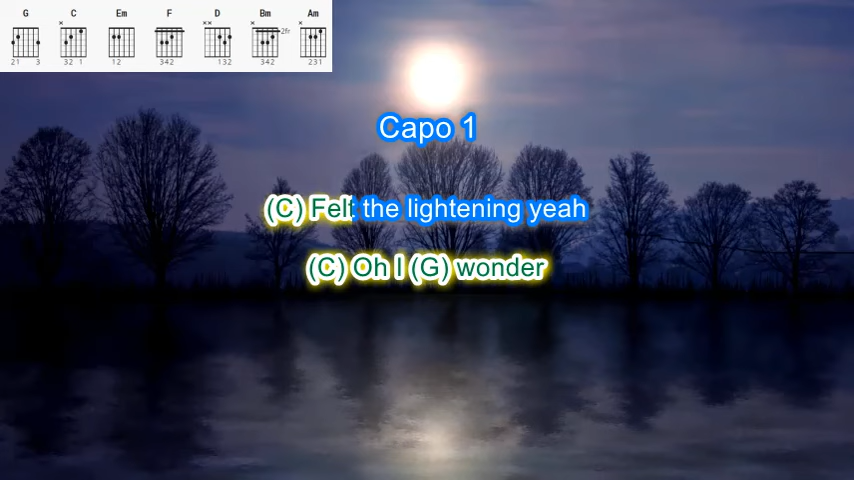 G C Em F D Bm Am
× ×× × ×
2fr
21 3 32 1 12 342 132 342 231
Capo 1
(C) Felt the lightening yeah
(C) Oh I (G) wonder